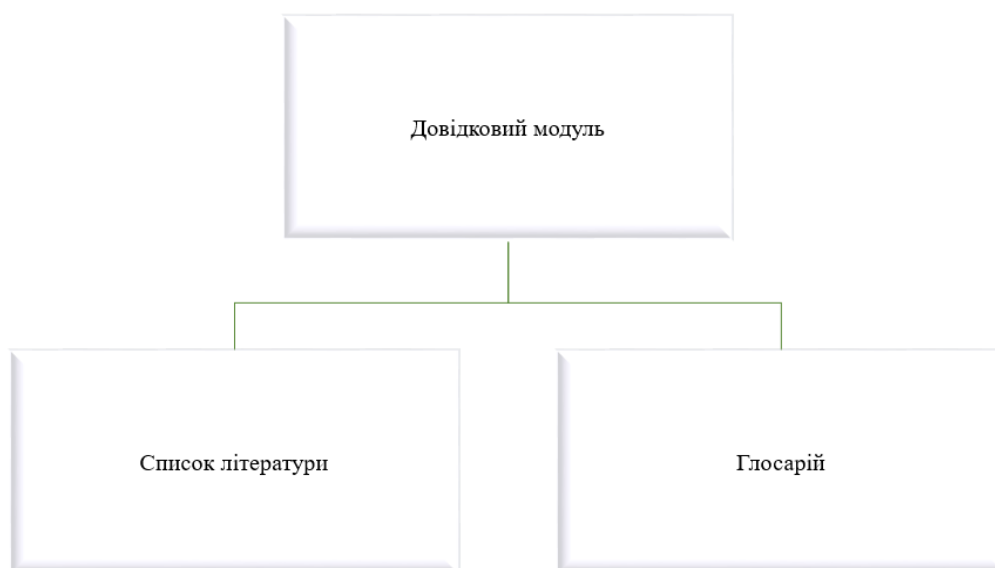 Довідковий модуль
Список літератури
Глосарій